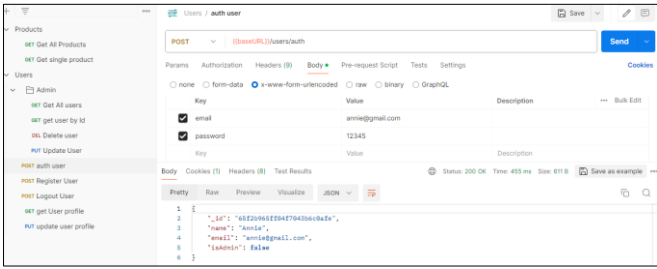 Users / auth user
Save
Products
GET Get All Products
GET Get single product
Users
Admin
GET Get All users
GET get user by Id
DEL Delete user
PUT Update User
POST auth user
POST Register User
POST Logout User
GET get User profile
PUT update user profile
POST {{baseURL}}/users/auth Send
Params Authorization Headers (9) Body Pre-request Script Tests Settings Cookies
none form-data x-www-form-urlencoded raw binary GraphQL
Key Value Description Bulk Edit
email annie@gmail.com
password 12345
Key Value Description
Body Cookies (1) Headers (8) Test Results Status: 200 OK Time: 455 ms Size: 611 B Save as example
Pretty Raw Preview Visualize JSON
1 {
2 "_id": "65f2b965ff84f7043b6c0afe",
3 "name": "Annie",
4 "email": "annie@gmail.com",
5 "isAdmin": false
6 }